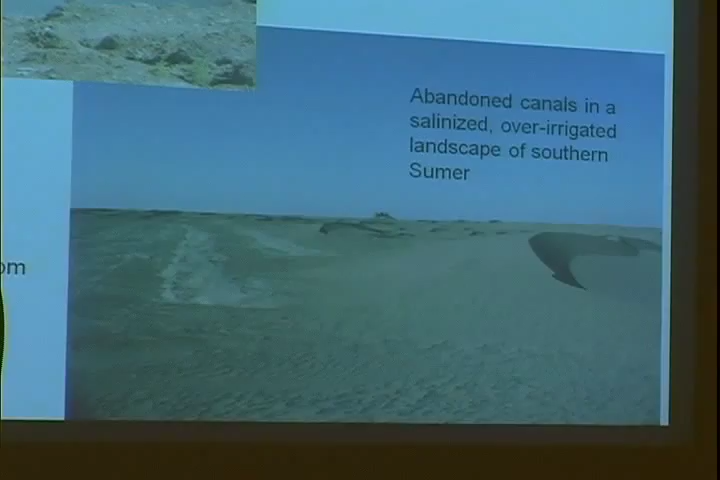 Abandoned canals in a
salinized, over-irrigated
landscape of southern
Sumer
om